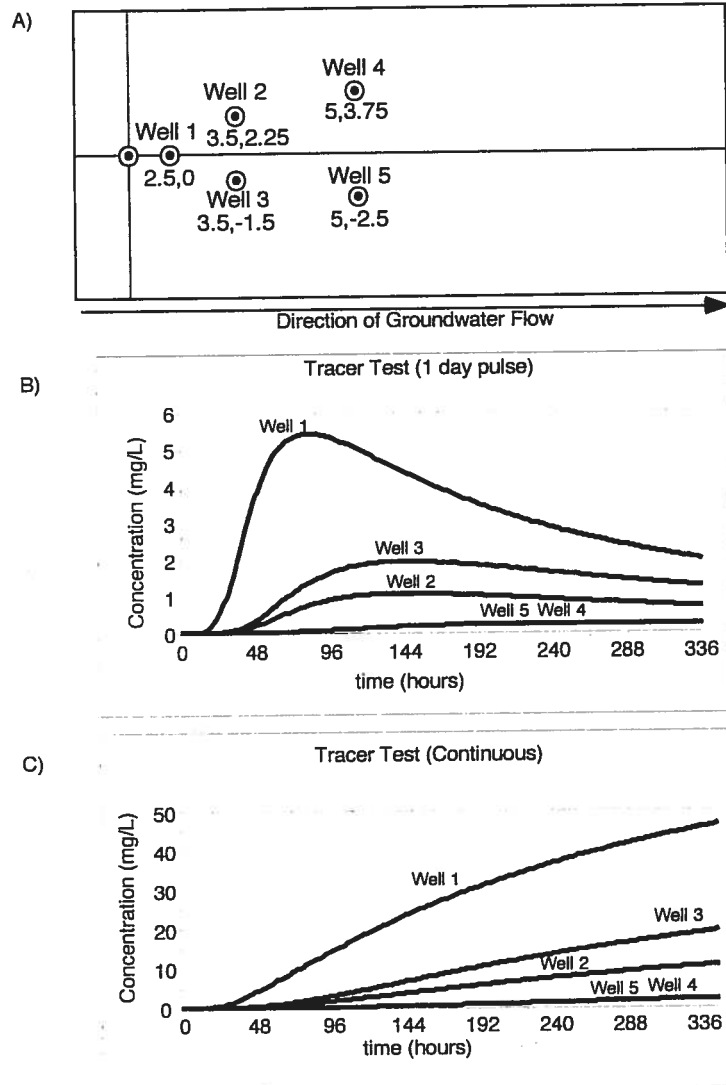 A)
Well 4
Well 2
5,3.75
Well 1
3.5,2.25
2.5,0
Well 5
Well 3
5,-2.5
3.5,-1.5
Direction of Groundwater Flow
Tracer Test (1 day pulse)
B)
Concentration (mg/L)
6
5
4
3
2
1
0
Well 1
Well 3
Well 2
Well 5 Well 4
0 48 96 144 192 240 288 336
time (hours)
Tracer Test (Continuous)
C)
Concentration (mg/L)
50
40
30
20
10
0
Well 1
Well 3
Well 2
Well 5 Well 4
0 48 96 144 192 240 288 336
time (hours)